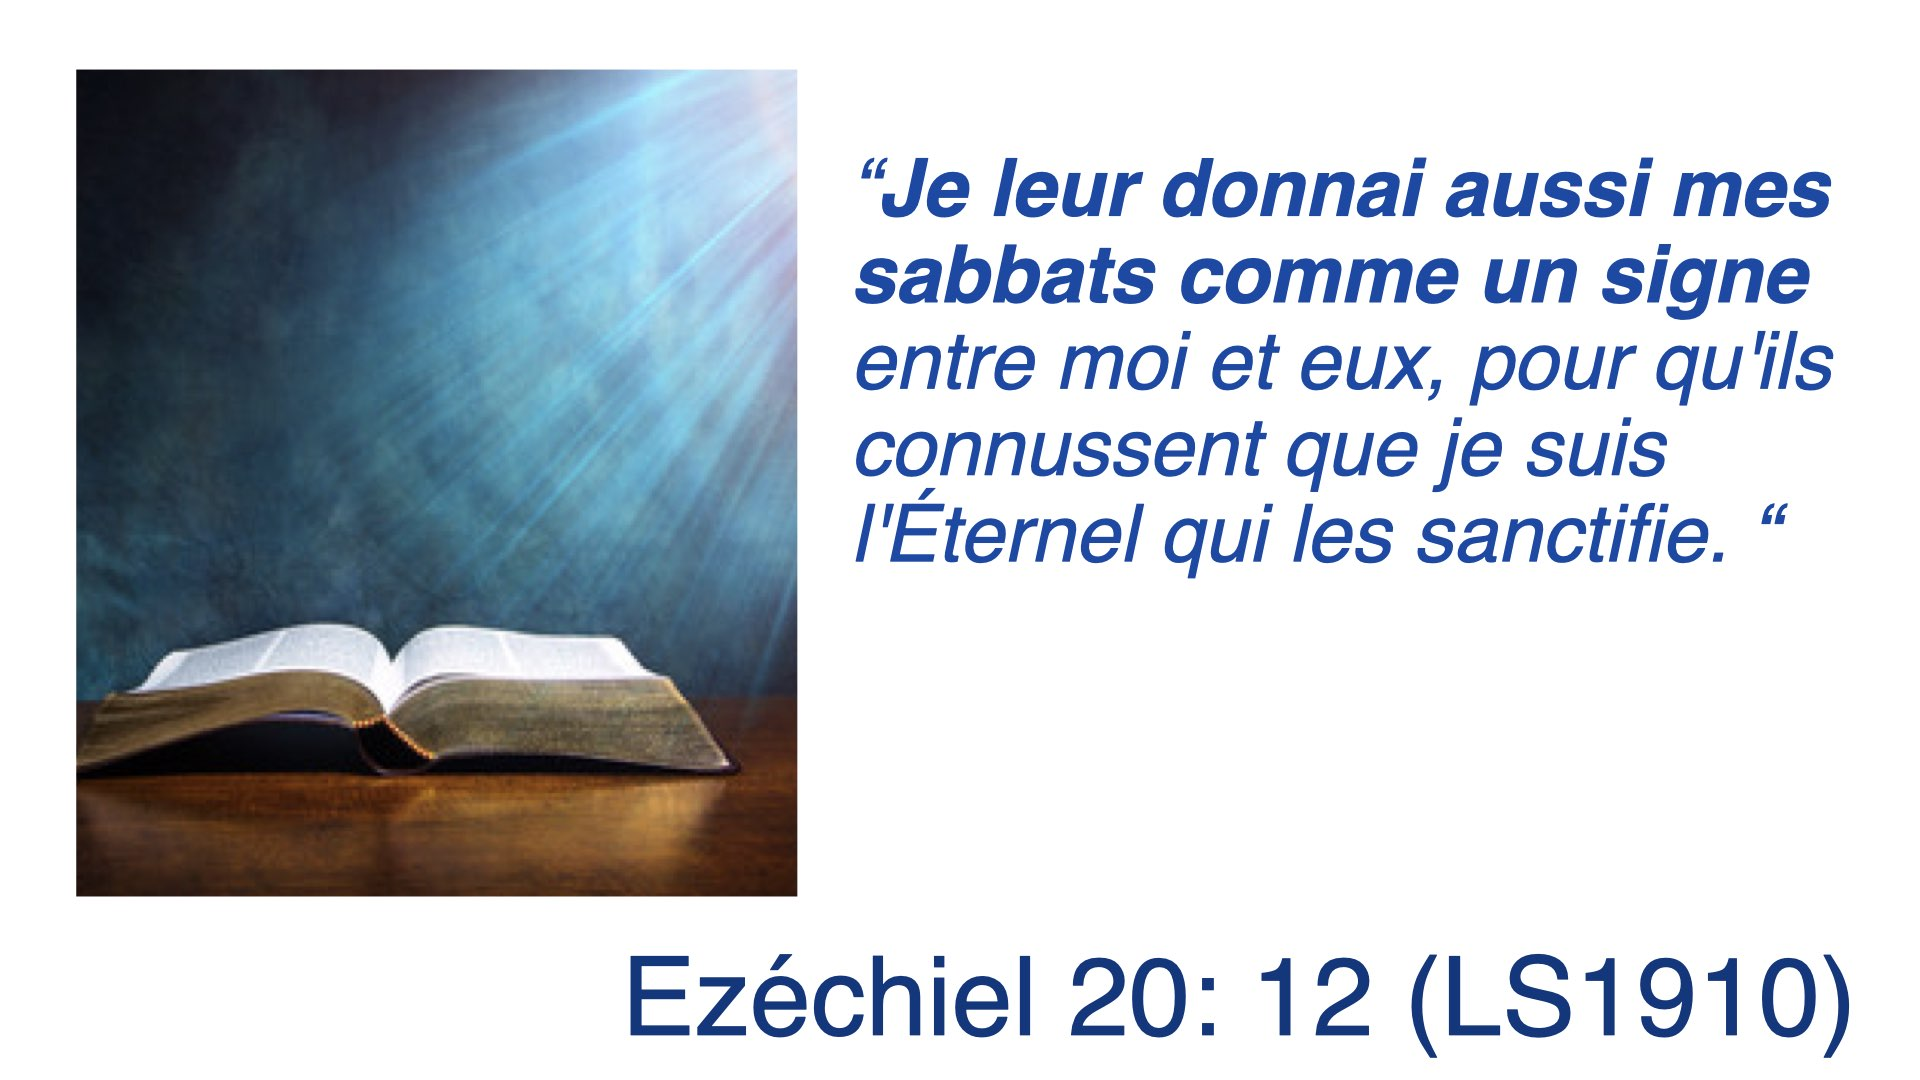 “Je leur donnai aussi mes
sabbats comme un signe
entre moi et eux, pour qu'ils
connussent que je suis
l'Éternel qui les sanctifie. “
Ezéchiel 20: 12 (LS1910)